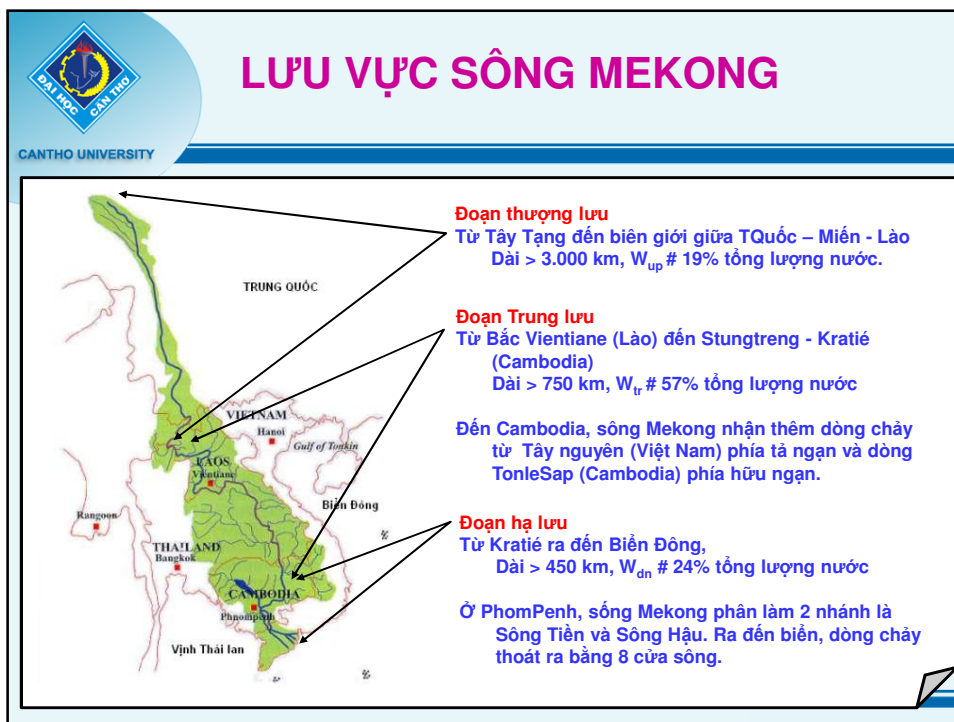 LƯU VỰC SÔNG MEKONG
ĐẠI HỌC CẦN THƠ
CANTHO UNIVERSITY
Đoạn thượng lưu
Từ Tây Tạng đến biên giới giữa TQuốc – Miến - Lào
Dài > 3.000 km, Wup # 19% tổng lượng nước.
Đoạn Trung lưu
Từ Bắc Vientiane (Lào) đến Stungtreng - Kratié
(Cambodia)
Dài > 750 km, Wtr # 57% tổng lượng nước
Đến Cambodia, sông Mekong nhận thêm dòng chảy
từ Tây nguyên (Việt Nam) phía tả ngạn và dòng
TonleSap (Cambodia) phía hữu ngạn.
Đoạn hạ lưu
Từ Kratié ra đến Biển Đông,
Dài > 450 km, Wdn # 24% tổng lượng nước
Ở PhomPenh, sống Mekong phân làm 2 nhánh là
Sông Tiền và Sông Hậu. Ra đến biển, dòng chảy
thoát ra bằng 8 cửa sông.
TRUNG QUỐC
VIETNAM
Hanoi
Gulf of Tonkin
LAOS
Vientiane
Biển Đông
Rangoon
THAILAND
Bangkok
CAMBODIA
Phnompenh
Vịnh Thái lan